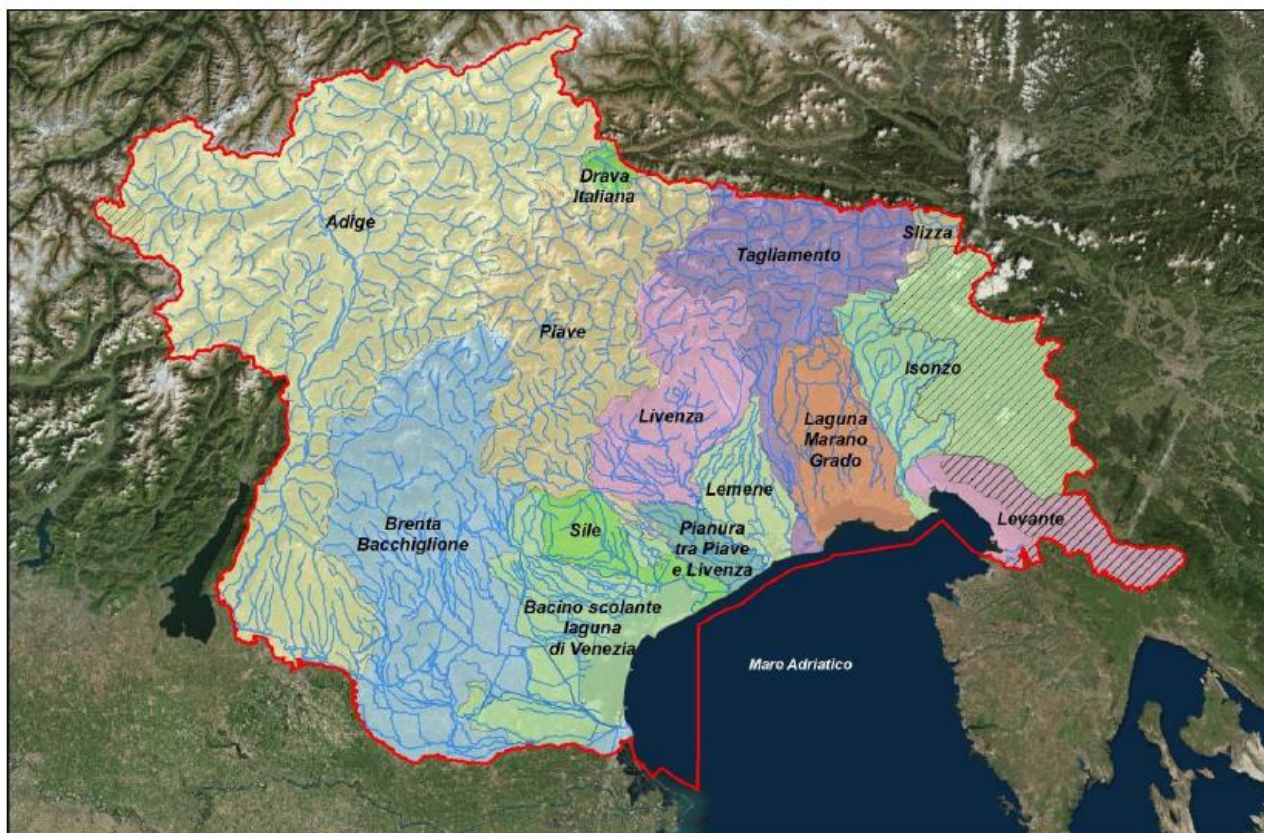 Drava
Italiana
Adige
Slizza
Tagliamento
Piave
Isonzo
Livenza
Laguna
Marano
Grado
Lemene
Brenta
Bacchiglione
Sile
Pianura
tra Piave
e Livenza
Levante
Bacino scolante
laguna
di Venezia
Mare Adriatico